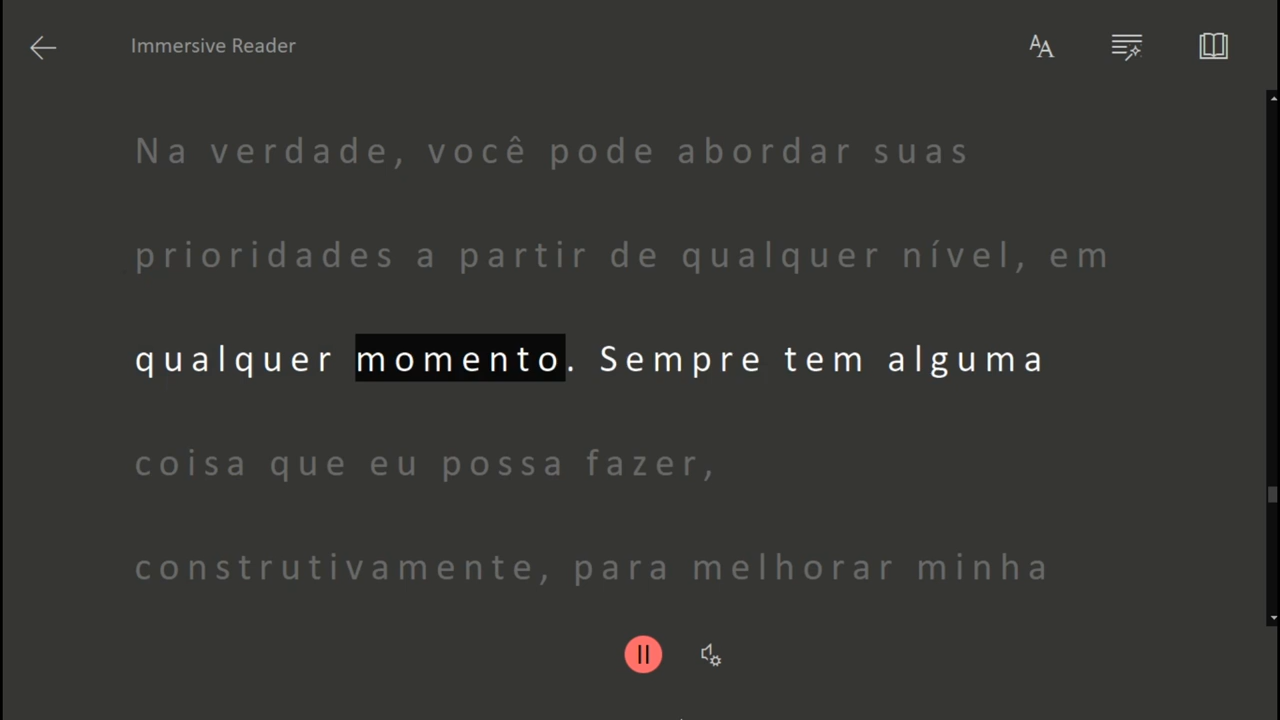 Immersive Reader
Na verdade, você pode abordar suas
prioridades a partir de qualquer nível, em
qualquer momento. Sempre tem alguma
coisa que eu possa fazer,
construtivamente, para melhorar minha